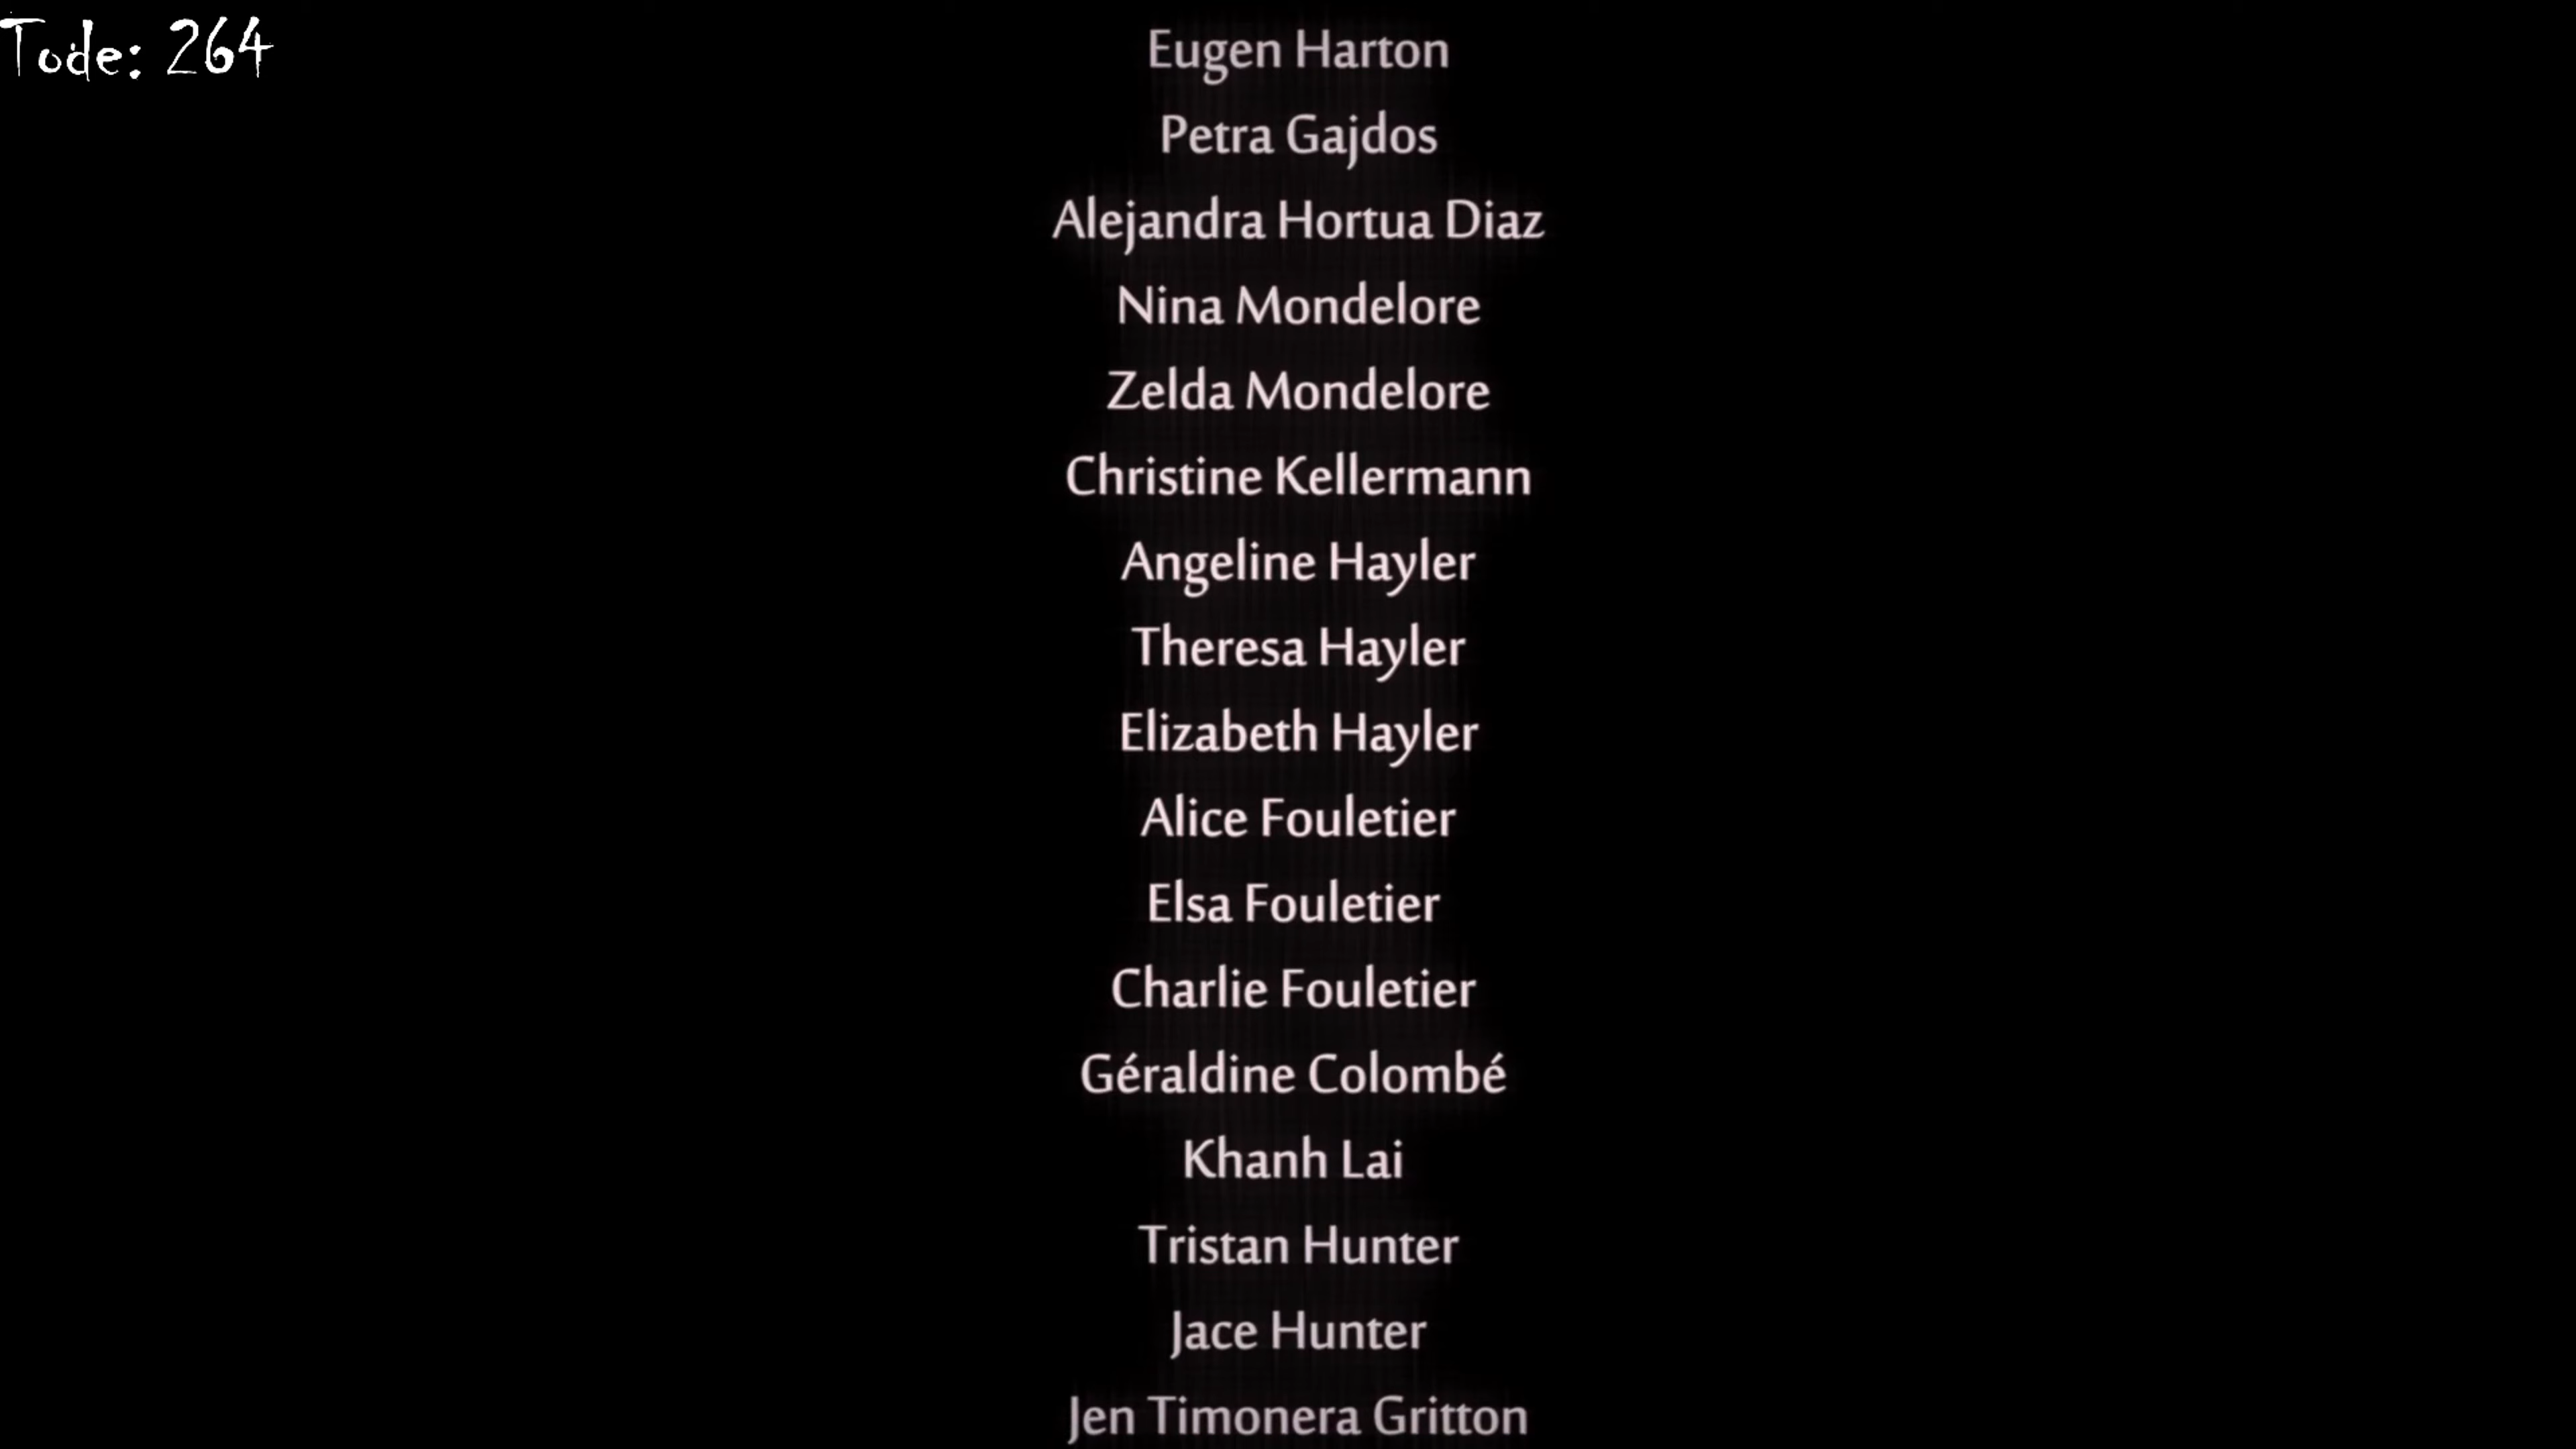 Tode: 264
Eugen Harton
Petra Gajdos
Alejandra Hortua Diaz
Nina Mondelore
Zelda Mondelore
Christine Kellermann
Angeline Hayler
Theresa Hayler
Elizabeth Hayler
Alice Fouletier
Elsa Fouletier
Charlie Fouletier
Géraldine Colombé
Khanh Lai
Tristan Hunter
Jace Hunter
Jen Timonera Gritton